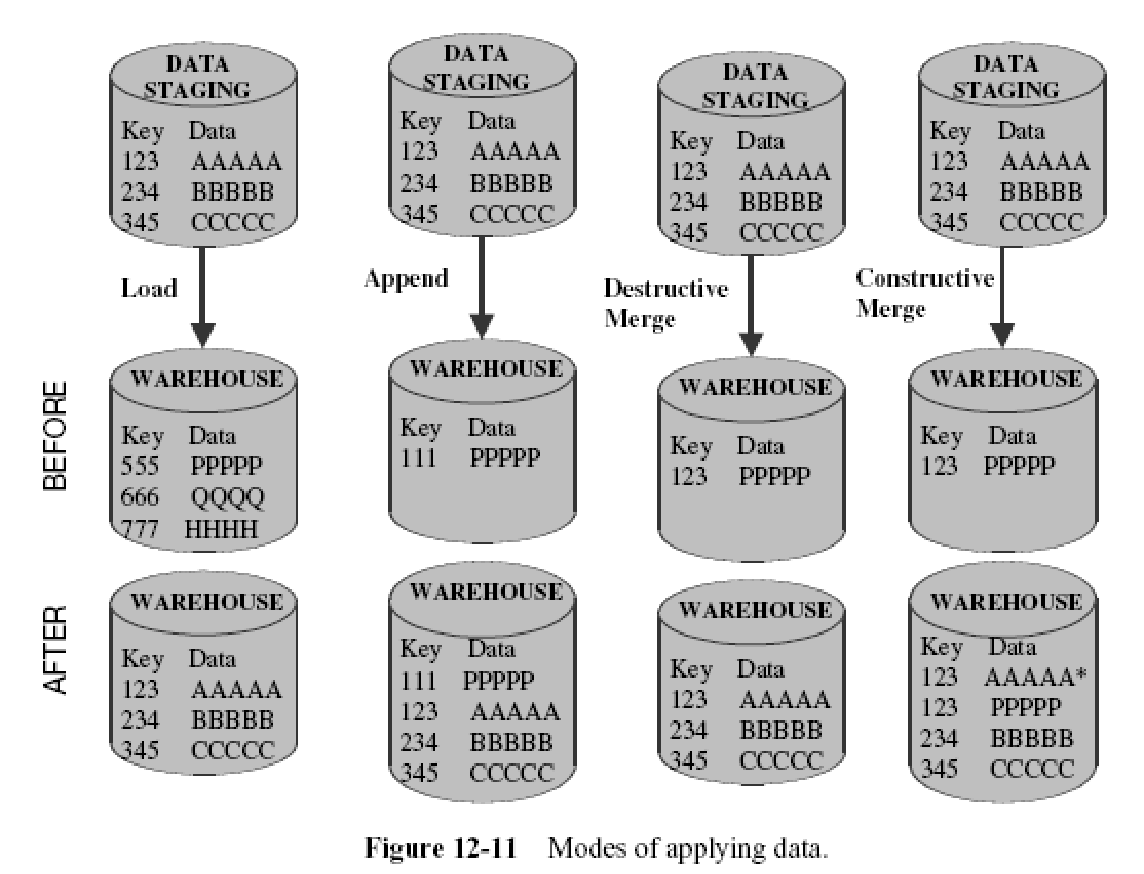 DATA
STAGING
Key Data
123 AAAAA
234 BBBBB
345 CCCCC
DATA
STAGING
Key Data
123 AAAAA
234 BBBBB
345 CCCCC
DATA
STAGING
Key Data
123 AAAAA
234 BBBBB
345 CCCCC
DATA
STAGING
Key Data
123 AAAAA
234 BBBBB
345 CCCCC
Load
Append
Destructive
Merge
Constructive
Merge
BEFORE
WAREHOUSE
Key Data
555 PPPPP
666 QQQQ
777 HHHH
WAREHOUSE
Key Data
111 PPPPP
WAREHOUSE
Key Data
123 PPPPP
WAREHOUSE
Key Data
123 PPPPP
AFTER
WAREHOUSE
Key Data
123 AAAAA
234 BBBBB
345 CCCCC
WAREHOUSE
Key Data
111 PPPPP
123 AAAAA
234 BBBBB
345 CCCCC
WAREHOUSE
Key Data
123 AAAAA
234 BBBBB
345 CCCCC
WAREHOUSE
Key Data
123 AAAAA*
123 PPPPP
234 BBBBB
345 CCCCC
Figure 12-11 Modes of applying data.